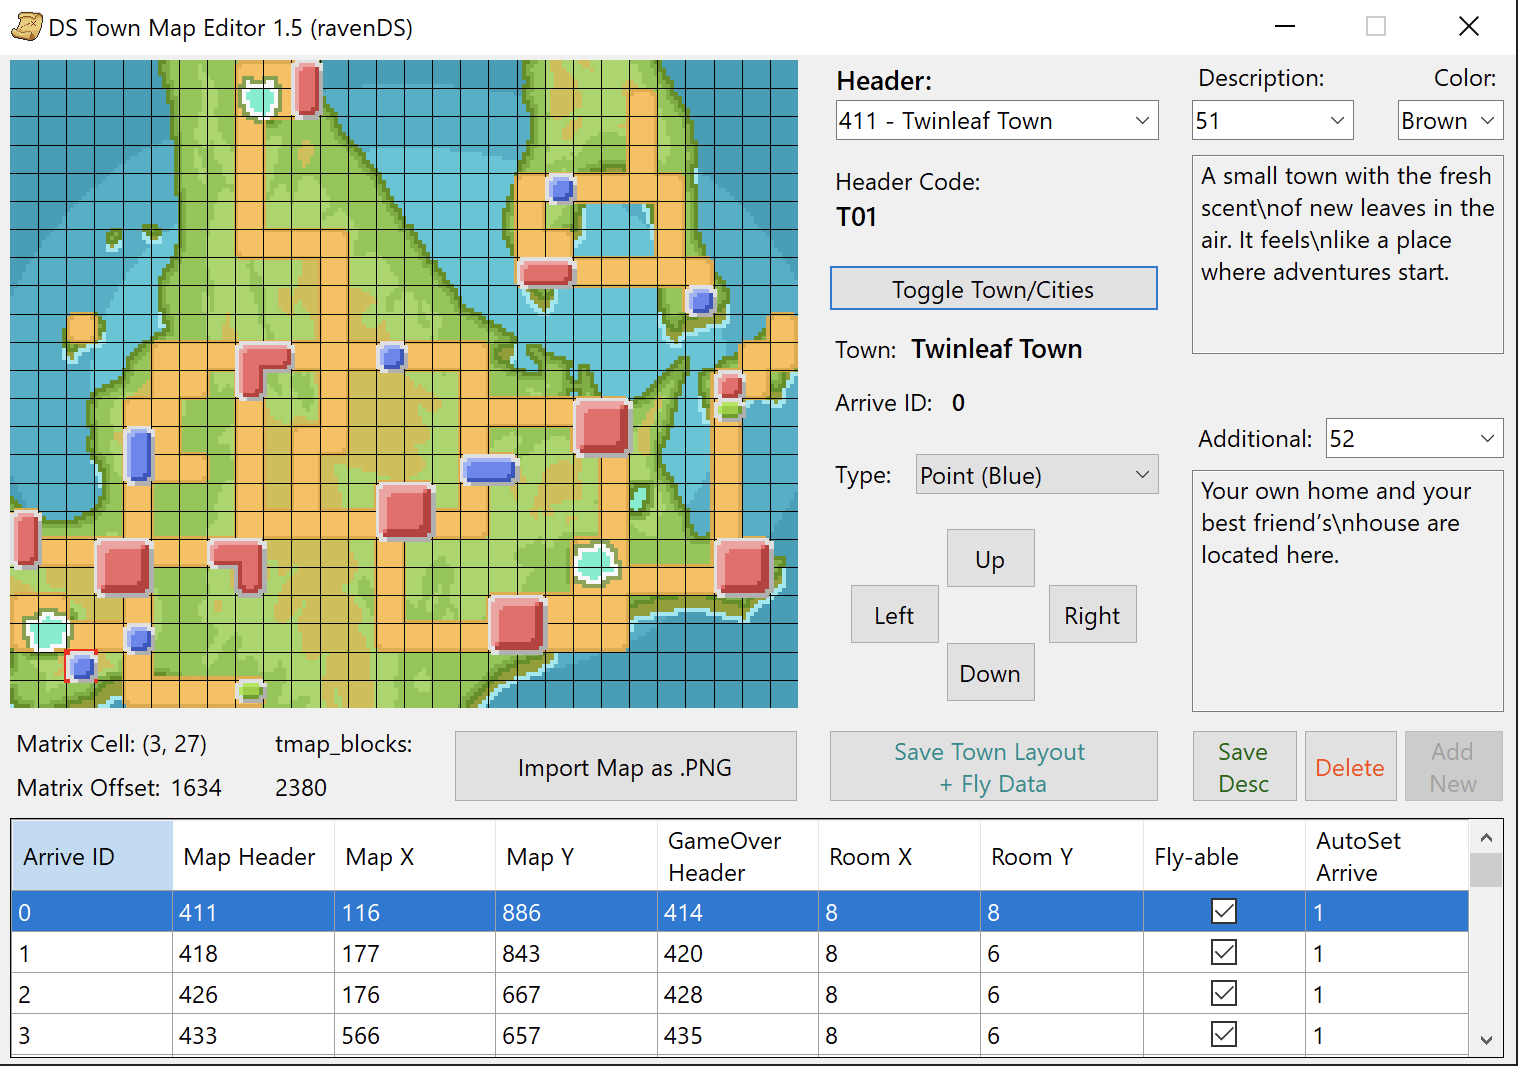 DS Town Map Editor 1.5 (ravenDS)
Header:
411 - Twinleaf Town
Header Code:
T01
Toggle Town/Cities
Town: Twinleaf Town
Arrive ID: 0
Type: Point (Blue)
Up
Left
Right
Down
Description:
Color:
51
Brown
A small town with the fresh
scent\nof new leaves in the
air. It feels\nlike a place
where adventures start.
Additional: 52
Your own home and your
best friend’s\nhouse are
located here.
Matrix Cell: (3, 27)
tmap_blocks:
Matrix Offset: 1634
2380
Import Map as .PNG
Save Town Layout
+ Fly Data
Save
Desc
Delete
Add
New
Arrive ID
Map Header
Map X
Map Y
GameOver
Header
Room X
Room Y
Fly-able
AutoSet
Arrive
0 411 116 886 414 8 8 1
1 418 177 843 420 8 6 1
2 426 176 667 428 8 6 1
3 433 566 657 435 8 6 1